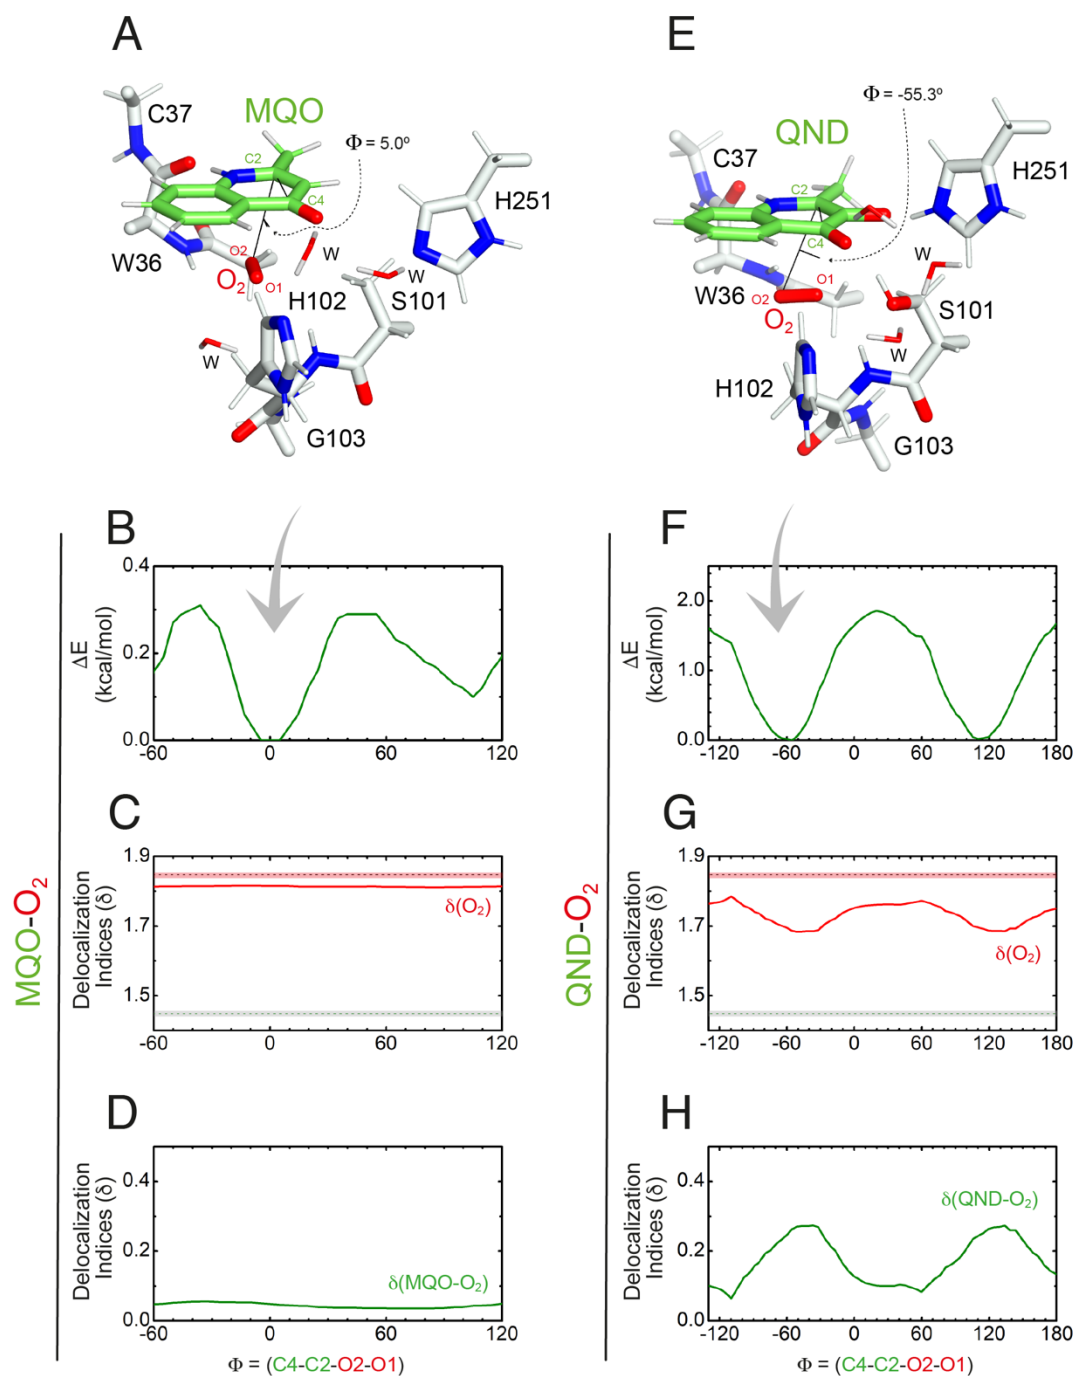 A
MQO
C37
Φ = 5.0º
C2
C4
H251
W36
O2
O₂
O1
W
W
H102
S101
W
G103
E
Φ = -55.3º
QND
C37
H251
C2
C4
W
W36
O2
O1
O₂
S101
W
H102
G103
MQO-O₂
B
ΔE
(kcal/mol)
0.4
0.2
0.0
-60 0 60 120
C
Delocalization
Indices (δ)
1.9
1.7
1.5
δ(O₂)
-60 0 60 120
D
Delocalization
Indices (δ)
0.4
0.2
0.0
δ(MQO-O₂)
-60 0 60 120
Φ = (C4-C2-O2-O1)
QND-O₂
F
ΔE
(kcal/mol)
2.0
1.0
0.0
-120 -60 0 60 120 180
G
Delocalization
Indices (δ)
1.9
1.7
1.5
δ(O₂)
-120 -60 0 60 120 180
H
Delocalization
Indices (δ)
0.4
0.2
0.0
δ(QND-O₂)
-120 -60 0 60 120 180
Φ = (C4-C2-O2-O1)